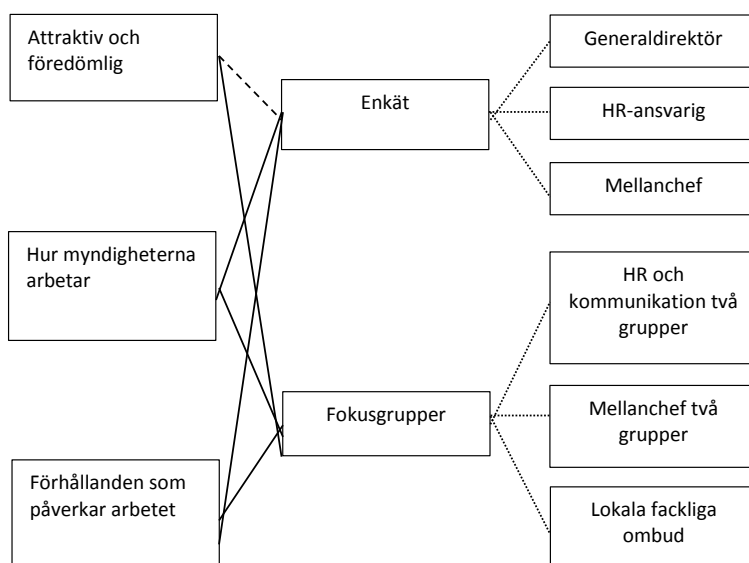 Attraktiv och
föredömlig
Hur myndigheterna
arbetar
Förhållanden som
påverkar arbetet
Enkät
Fokusgrupper
Generaldirektör
HR-ansvarig
Mellanchef
HR och
kommunikation två
grupper
Mellanchef två
grupper
Lokala fackliga
ombud